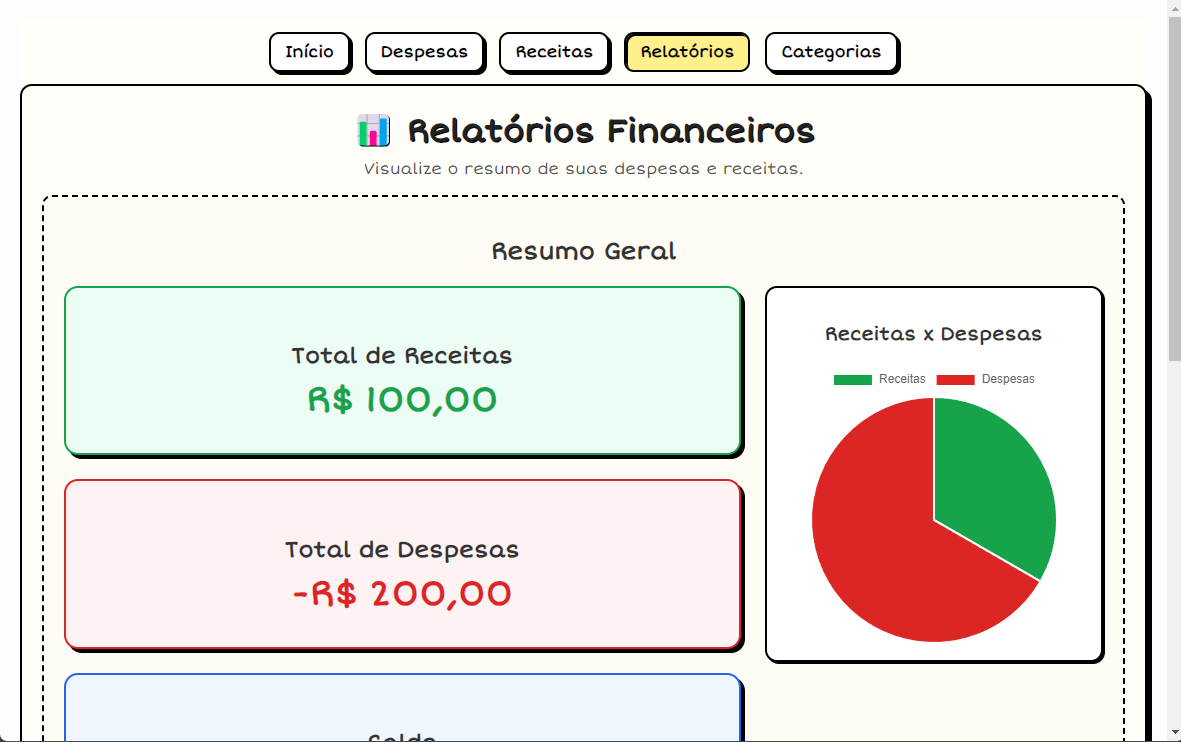 Início Despesas Receitas Relatórios Categorias
Relatórios Financeiros
Visualize o resumo de suas despesas e receitas.
Resumo Geral
Total de Receitas
R$ 100,00
Total de Despesas
-R$ 200,00
Saldo
Receitas x Despesas
Receitas Despesas